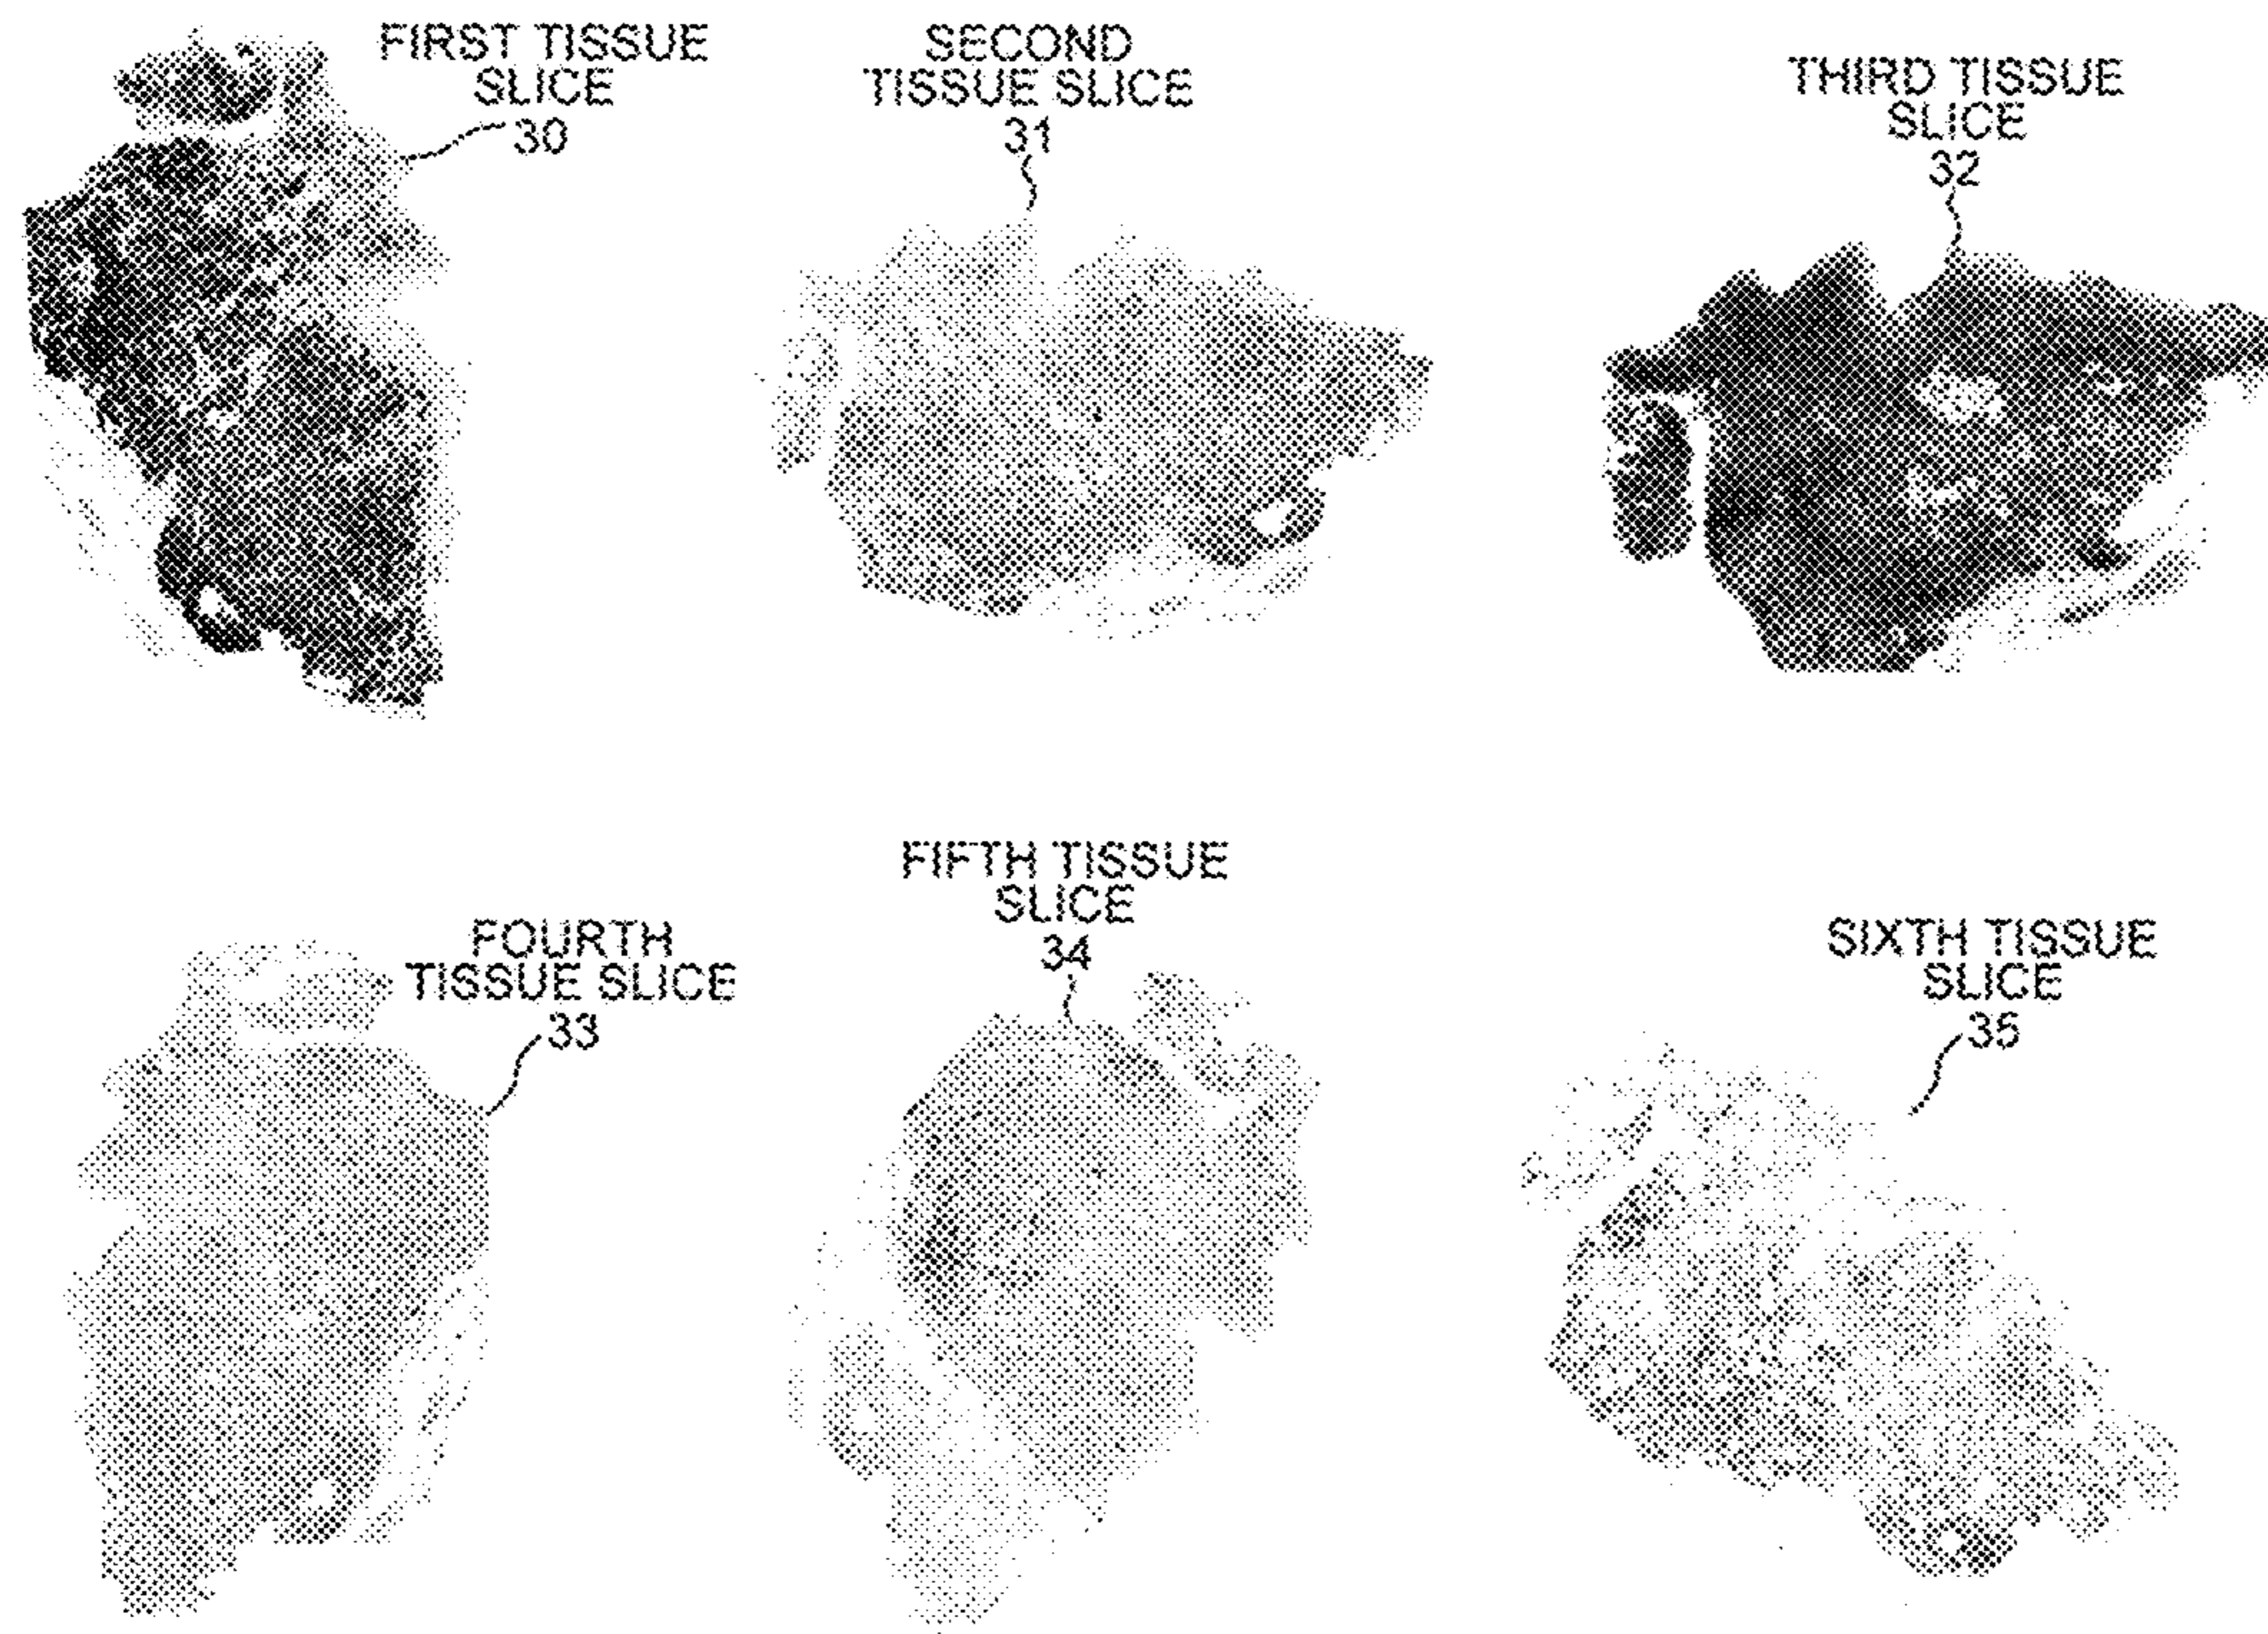 FIRST TISSUE
SLICE
30
SECOND
TISSUE SLICE
31
THIRD TISSUE
SLICE
32
FOURTH
TISSUE SLICE
33
FIFTH TISSUE
SLICE
34
SIXTH TISSUE
SLICE
35